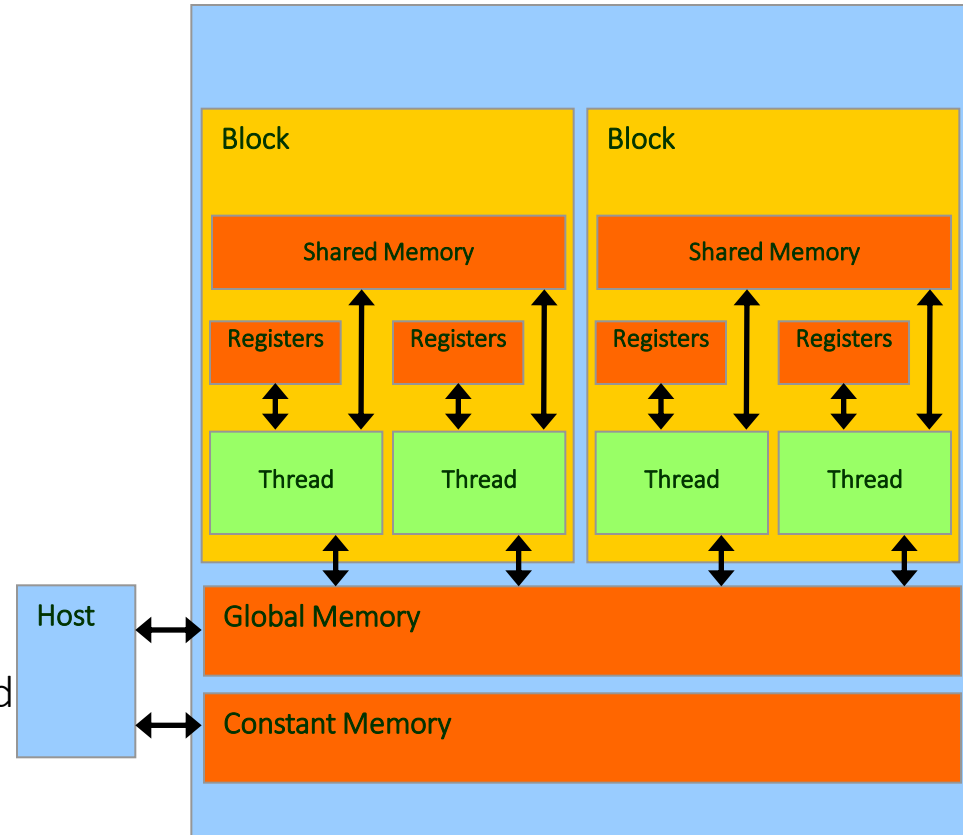 Block
Block
Shared Memory
Shared Memory
Registers
Registers
Registers
Registers
Thread
Thread
Thread
Thread
Host
Global Memory
d
Constant Memory